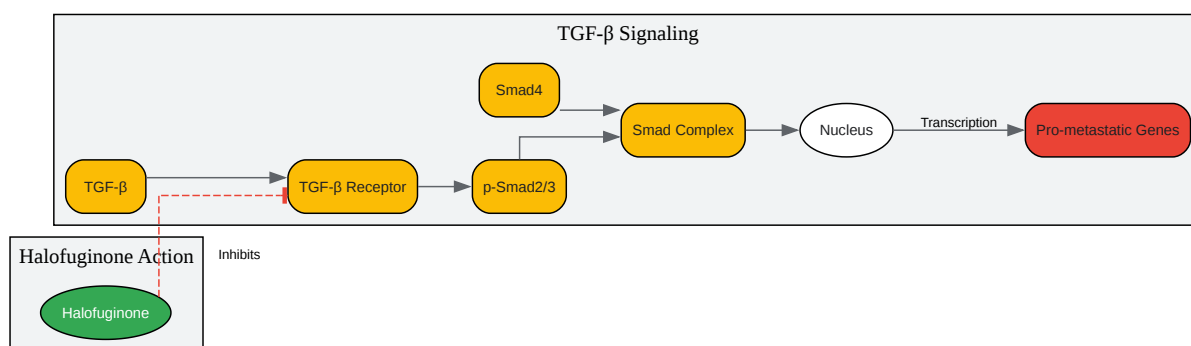 TGF-β Signaling
Smad4
Smad Complex
Nucleus
Transcription
Pro-metastatic Genes
TGF-β
TGF-β Receptor
p-Smad2/3
Halofuginone Action
Inhibits
Halofuginone